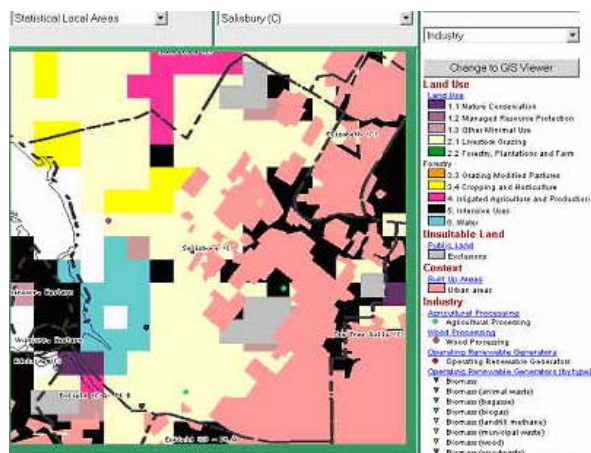 Statistical Local Areas
Salisbury (C)
Industry
Change to GIS Viewer
Land Use
Land Use
1.1 Nature Conservation
1.2 Managed Resource Protection
1.3 Other Minimal Use
2.1 Livestock Grazing
2.2 Forestry, Plantations and Farm
Forestry
3.3 Grazing Modified Pastures
3.4 Cropping and Horticulture
4. Irrigated Agriculture and Production
5. Intensive Uses
6. Water
Unsuitable Land
Public Land
Exclusions
Context
Built Up Areas
Urban areas
Industry
Agricultural Processing
Agricultural Processing
Wood Processing
Wood Processing
Operating Renewable Generators
Operating Renewable Generators
Operating Renewable Generators (by type)
Biomass
Biomass (animal waste)
Biomass (bagasse)
Biomass (biogas)
Biomass (landfill methane)
Biomass (municipal waste)
Biomass (wood)
Elizabeth (C)
Salisbury (C)
Tea Tree Gully (C)